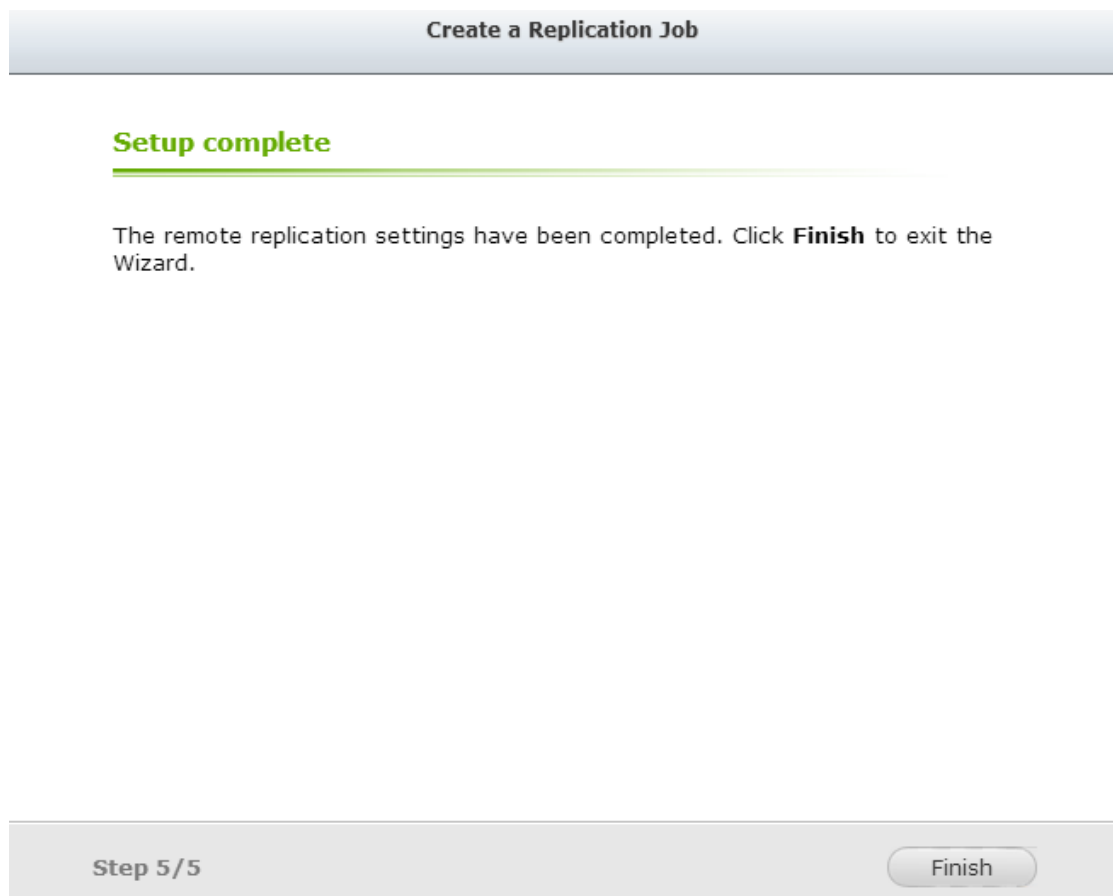 Create a Replication Job
Setup complete
The remote replication settings have been completed. Click Finish to exit the
Wizard.
Step 5/5
Finish